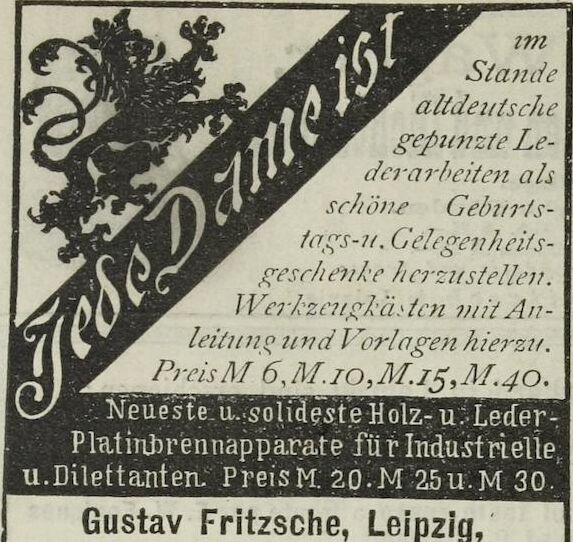 Jede Dame ist
im
Stande
altdeutsche
gepunzte Le-
derarbeiten als
schöne Geburts-
tags-u. Gelegenheits-
geschenke herzustellen.
Werkzeugkästen mit An-
leitung und Vorlagen hierzu.
Preis M 6, M. 10, M. 15, M. 40.
Neueste u. solideste Holz- u. Leder-
Platinbrennapparate für Industrielle
u. Dilettanten. Preis M. 20. M 25 u. M 30.
Gustav Fritzsche, Leipzig,